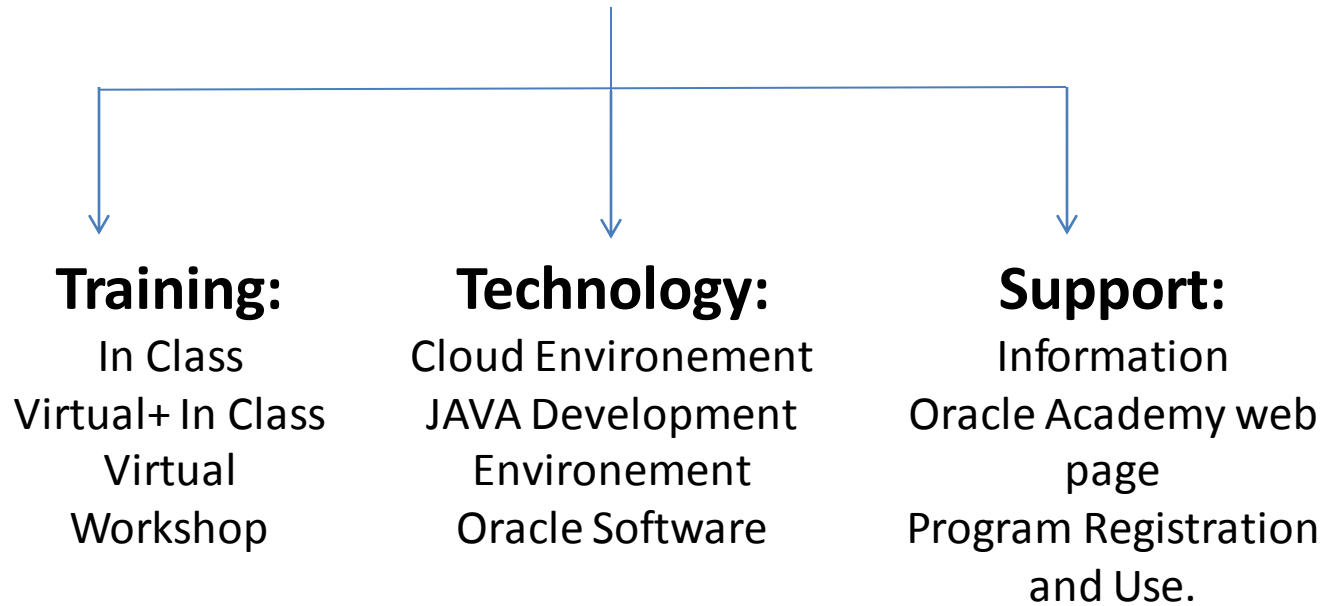 Training:
In Class
Virtual+ In Class
Virtual
Workshop
Technology:
Cloud Environement
JAVA Development
Environement
Oracle Software
Support:
Information
Oracle Academy web
page
Program Registration
and Use.